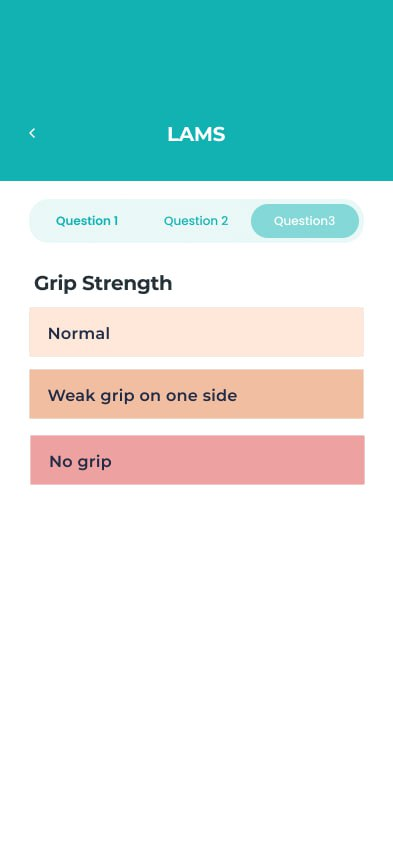 LAMS
Question 1 Question 2 Question3
Grip Strength
Normal
Weak grip on one side
No grip